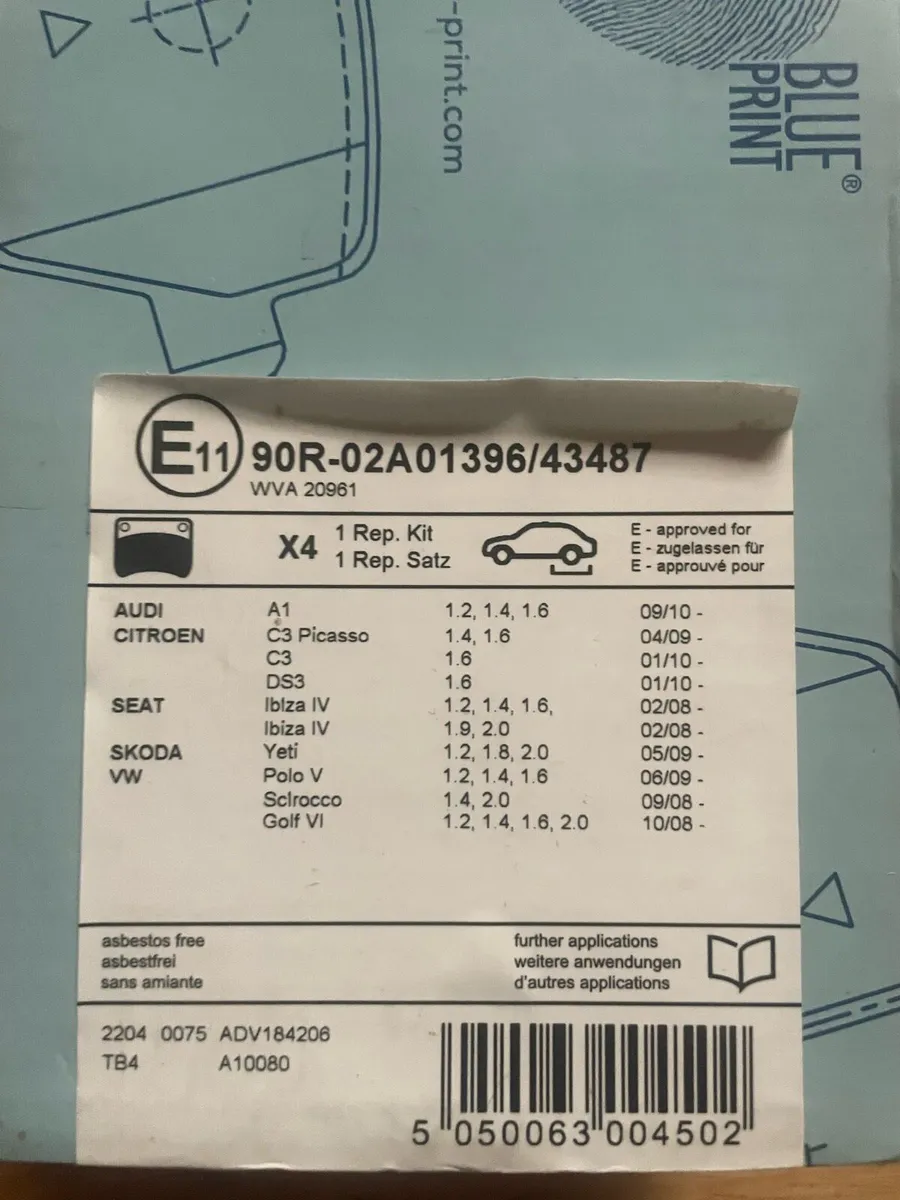 -print.com
BLUE
PRINT®
E11 90R-02A01396/43487
WVA 20961
X4 1 Rep. Kit
1 Rep. Satz
E - approved for
E - zugelassen für
E - approuvé pour
AUDI A1 1.2, 1.4, 1.6 09/10 -
CITROEN C3 Picasso 1.4, 1.6 04/09 -
C3 1.6 01/10 -
DS3 1.6 01/10 -
SEAT Ibiza IV 1.2, 1.4, 1.6, 02/08 -
Ibiza IV 1.9, 2.0 02/08 -
SKODA Yeti 1.2, 1.8, 2.0 05/09 -
VW Polo V 1.2, 1.4, 1.6 06/09 -
Scirocco 1.4, 2.0 09/08 -
Golf VI 1.2, 1.4, 1.6, 2.0 10/08 -
asbestos free
asbestfrei
sans amiante
further applications
weitere anwendungen
d'autres applications
2204 0075 ADV184206
TB4 A10080
5 050063 004502